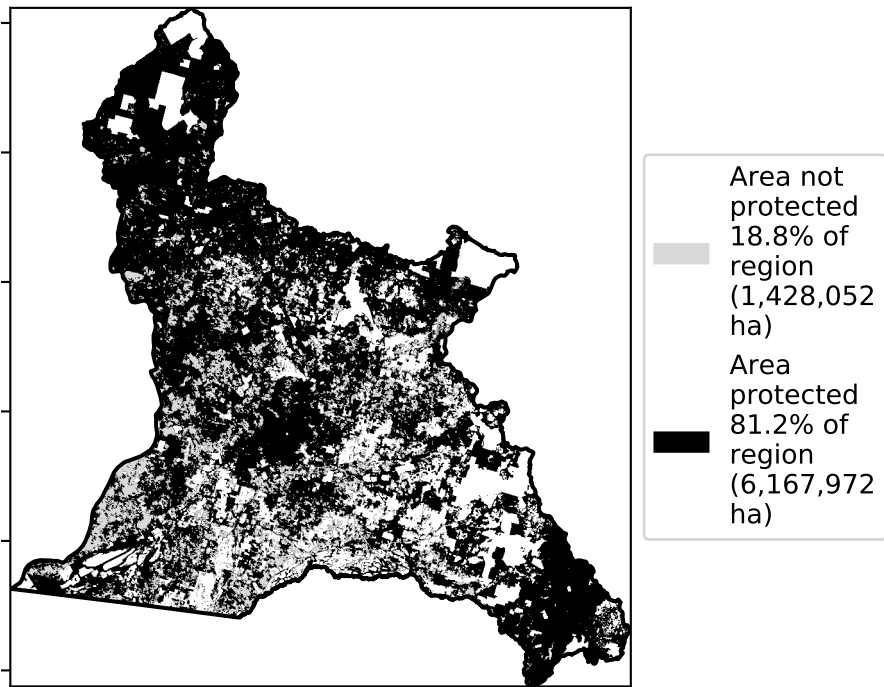 Area not
protected
18.8% of
region
(1,428,052
ha)
Area
protected
81.2% of
region
(6,167,972
ha)